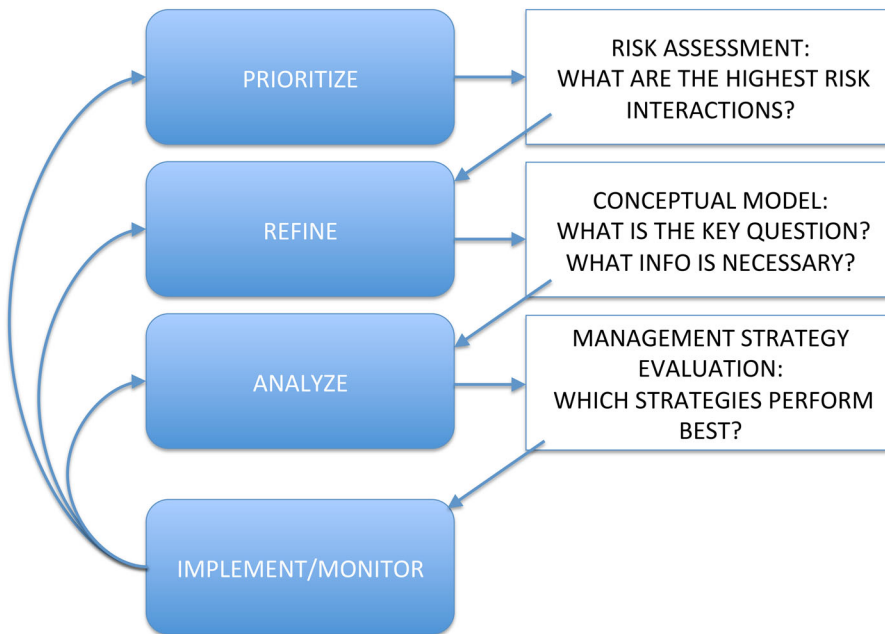 PRIORITIZE
RISK ASSESSMENT:
WHAT ARE THE HIGHEST RISK
INTERACTIONS?
REFINE
CONCEPTUAL MODEL:
WHAT IS THE KEY QUESTION?
WHAT INFO IS NECESSARY?
ANALYZE
MANAGEMENT STRATEGY
EVALUATION:
WHICH STRATEGIES PERFORM
BEST?
IMPLEMENT/MONITOR